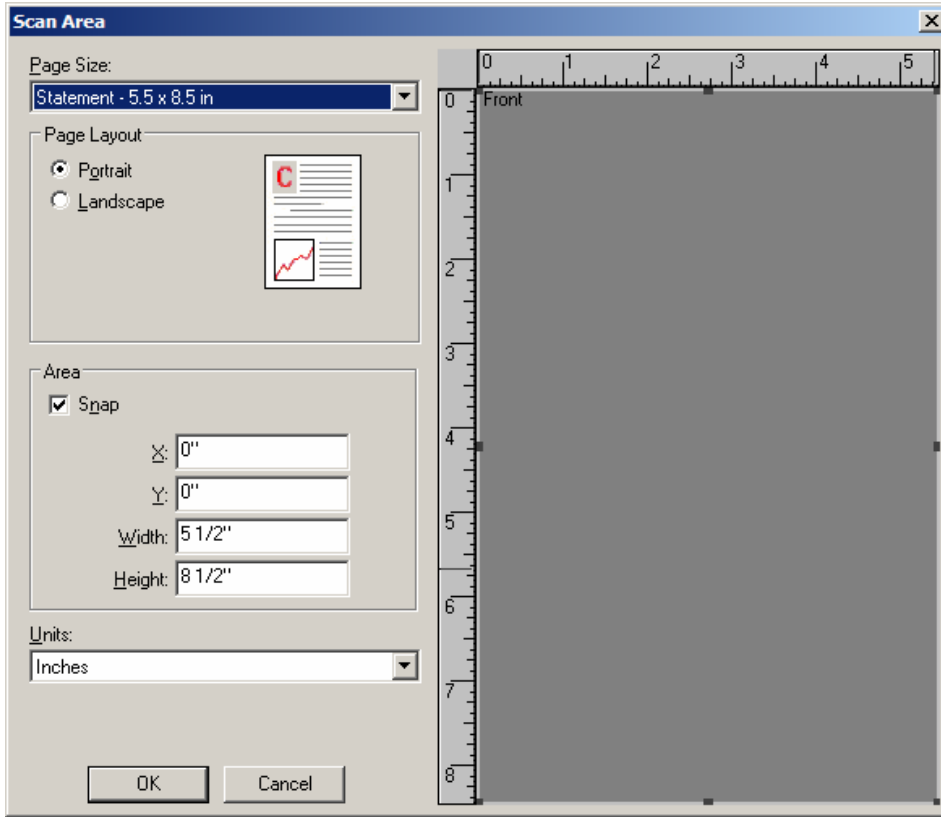 Scan Area
Page Size:
Statement - 5.5 x 8.5 in
Page Layout
Portrait
Landscape
C
Area
Snap
X: 0"
Y: 0"
Width: 5 1/2"
Height: 8 1/2"
Units:
Inches
OK Cancel
0 1 2 3 4 5
Front
0
1
2
3
4
5
6
7
8